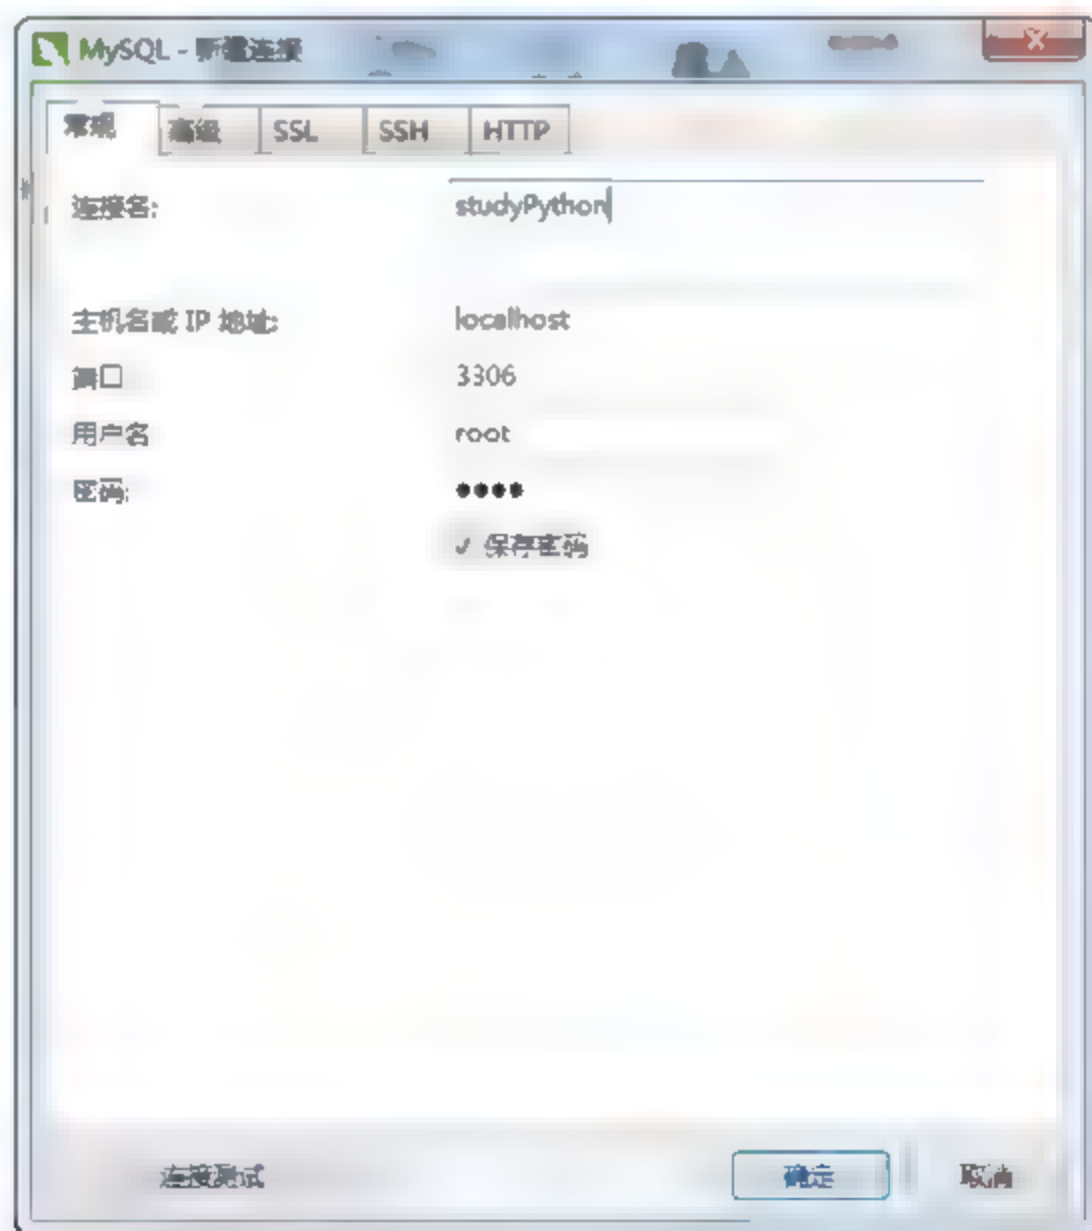 MySQL - 新建连接
常规 高级 SSL SSH HTTP
连接名: studyPython
主机名或 IP 地址: localhost
端口 3306
用户名 root
密码: ●●●●
✓ 保存密码
连接测试 确定 取消